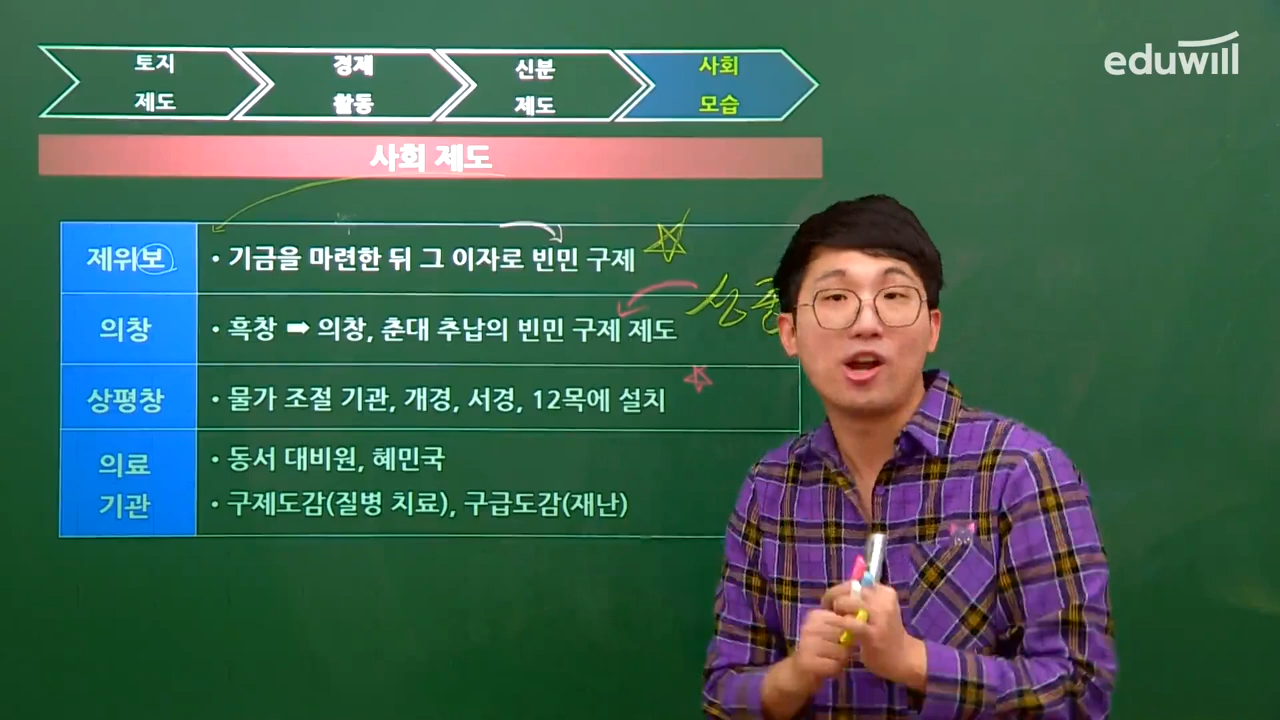 eduwill
토지
제도
경제
활동
신분
제도
사회
모습
사회 제도
제위보
• 기금을 마련한 뒤 그 이자로 빈민 구제
의창
• 흑창 ➡ 의창, 춘대 추납의 빈민 구제 제도
상평창
• 물가 조절 기관, 개경, 서경, 12목에 설치
의료
기관
• 동서 대비원, 혜민국
• 구제도감(질병 치료), 구급도감(재난)